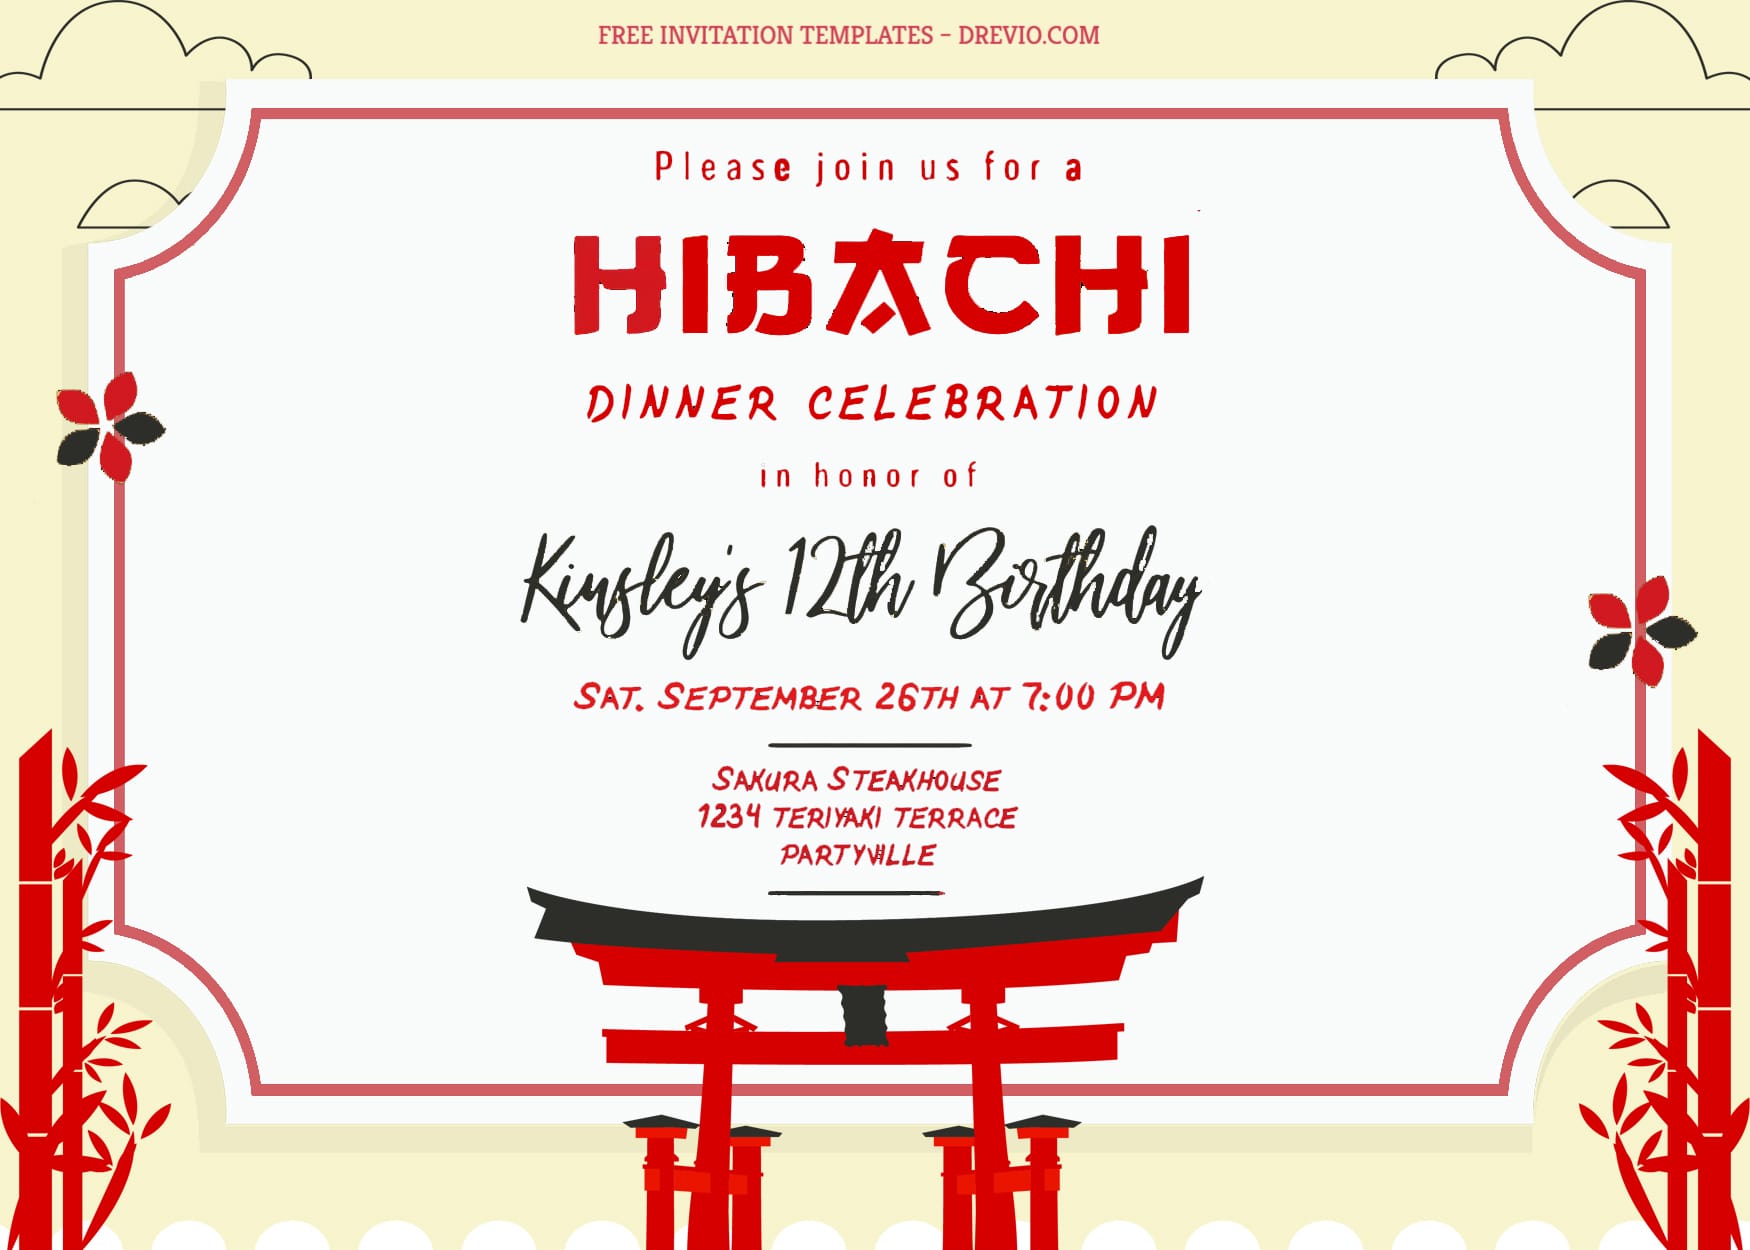 FREE INVITATION TEMPLATES - DREVIO.COM
Please join us for a
HIBACHI
DINNER CELEBRATION
in honor of
Kinsley's 12th Birthday
SAT. SEPTEMBER 26TH AT 7:00 PM
SAKURA STEAKHOUSE
1234 TERIYAKI TERRACE
PARTYVILLE